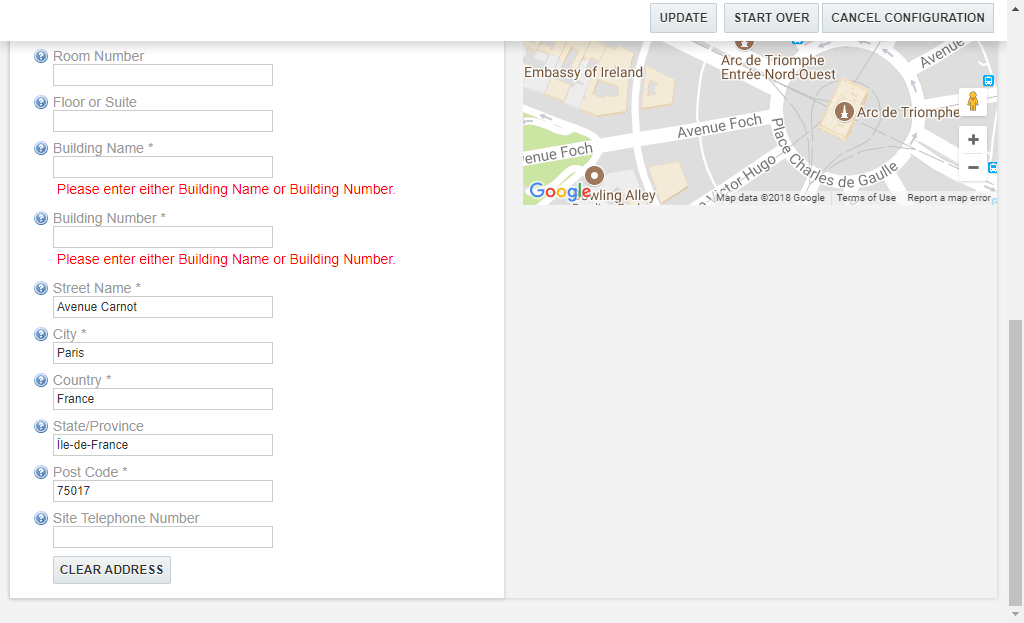 UPDATE
START OVER
CANCEL CONFIGURATION
Room Number
Floor or Suite
Building Name *
Please enter either Building Name or Building Number.
Building Number *
Please enter either Building Name or Building Number.
Street Name *
Avenue Carnot
City *
Paris
Country *
France
State/Province
Île-de-France
Post Code *
75017
Site Telephone Number
CLEAR ADDRESS
Embassy of Ireland
Arc de Triomphe
Entrée Nord-Ouest
Avenue
Arc de Triomphe
Avenue Foch
Place Charles de Gaulle
Avenue Foch
Victor Hugo
Bowling Alley
Google
Map data ©2018 Google
Terms of Use
Report a map error